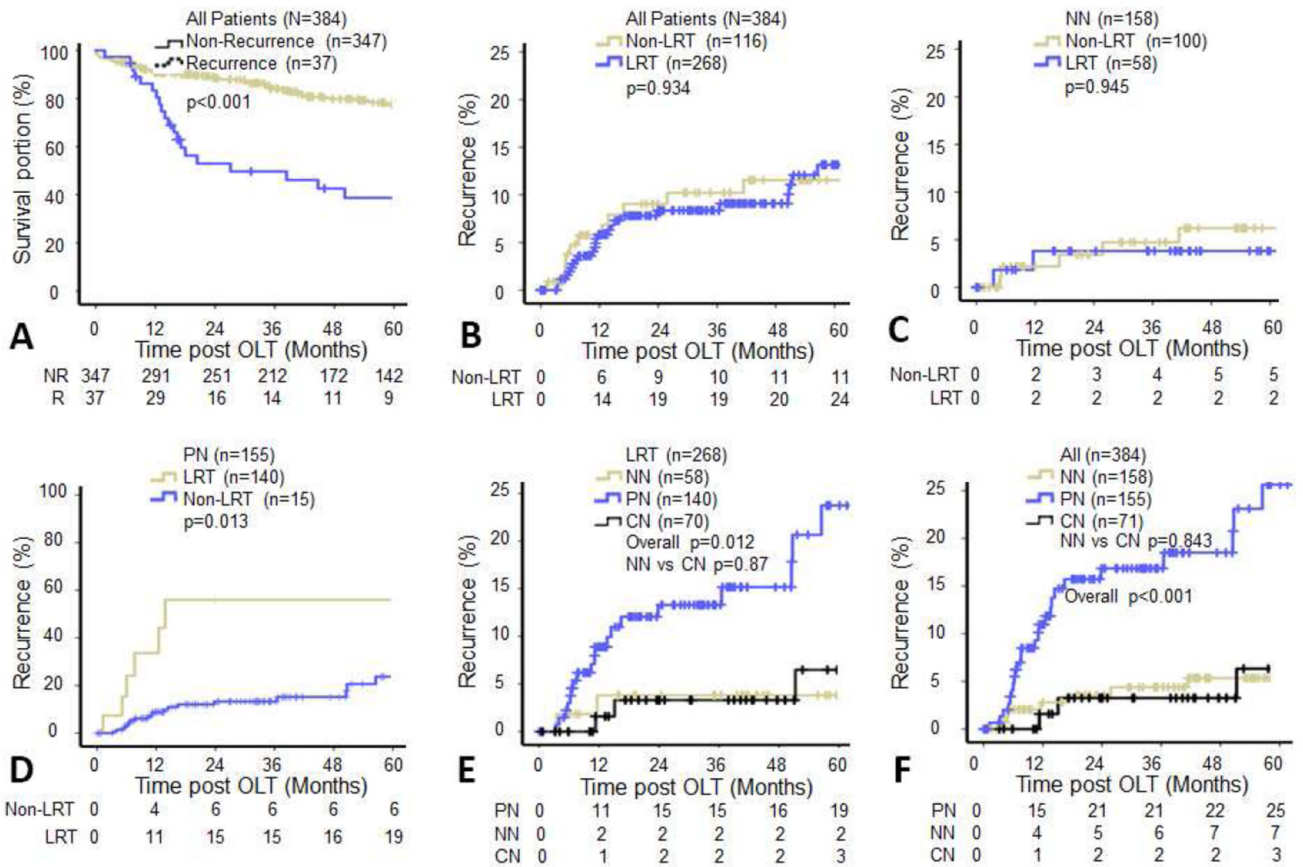 All Patients (N=384)
Non-Recurrence (n=347)
Recurrence (n=37)
p<0.001
Survival portion (%)
100
80
60
40
20
0
0 12 24 36 48 60
A
Time post OLT (Months)
NR 347 291 251 212 172 142
R 37 29 16 14 11 9
All Patients (N=384)
Non-LRT (n=116)
LRT (n=268)
p=0.934
Recurrence (%)
25
20
15
10
5
0
0 12 24 36 48 60
B
Time post OLT (Months)
Non-LRT 0 6 9 10 11 11
LRT 0 14 19 19 20 24
NN (n=158)
Non-LRT (n=100)
LRT (n=58)
p=0.945
Recurrence (%)
25
20
15
10
5
0
0 12 24 36 48 60
C
Time post OLT (Months)
Non-LRT 0 2 3 4 5 5
LRT 0 2 2 2 2 2
PN (n=155)
LRT (n=140)
Non-LRT (n=15)
p=0.013
Recurrence (%)
100
80
60
40
20
0
0 12 24 36 48 60
D
Time post OLT (Months)
Non-LRT 0 4 6 6 6 6
LRT 0 11 15 15 16 19
LRT (n=268)
NN (n=58)
PN (n=140)
CN (n=70)
Overall p=0.012
NN vs CN p=0.87
Recurrence (%)
25
20
15
10
5
0
0 12 24 36 48 60
E
Time post OLT (Months)
PN 0 11 15 15 16 19
NN 0 2 2 2 2 2
CN 0 1 2 2 2 3
All (n=384)
NN (n=158)
PN (n=155)
CN (n=71)
NN vs CN p=0.843
Overall p<0.001
Recurrence (%)
25
20
15
10
5
0
0 12 24 36 48 60
F
Time post OLT (Months)
PN 0 15 21 21 22 25
NN 0 4 5 6 7 7
CN 0 1 2 2 2 3